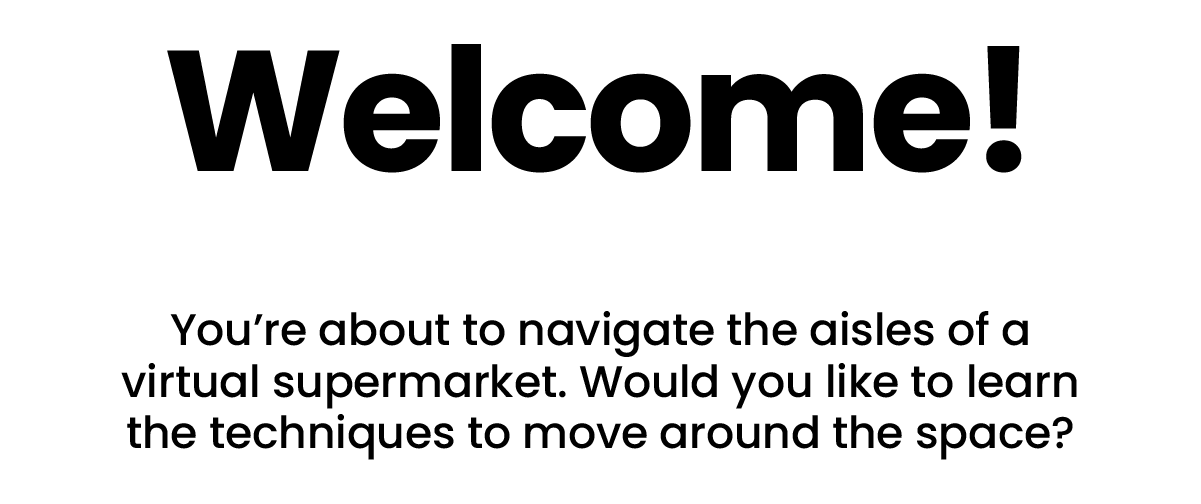 Welcome!
You’re about to navigate the aisles of a
virtual supermarket. Would you like to learn
the techniques to move around the space?